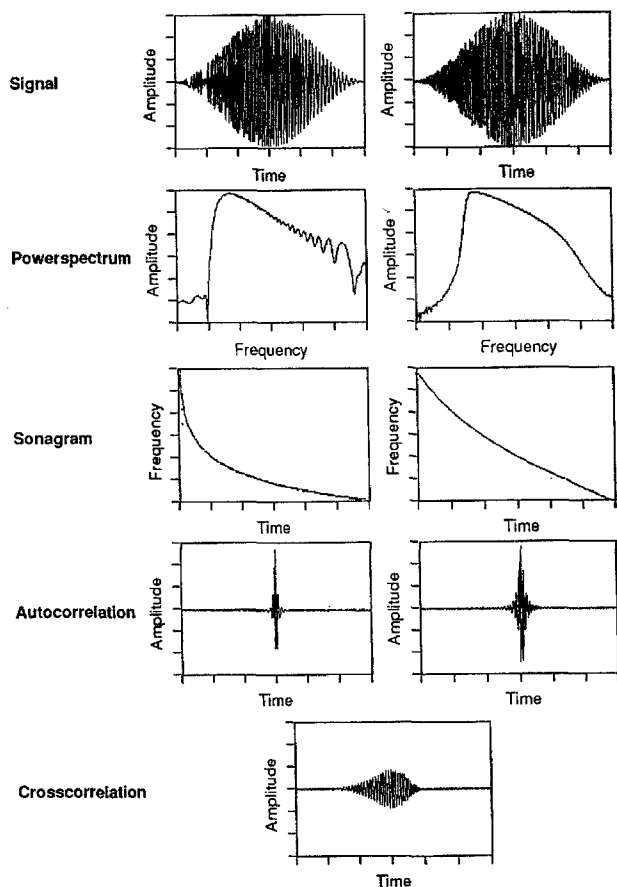 Signal
Amplitude
Amplitude
Time
Time
Powerspectrum
Amplitude
Amplitude
Frequency
Frequency
Sonagram
Frequency
Frequency
Time
Time
Autocorrelation
Amplitude
Amplitude
Time
Time
Crosscorrelation
Amplitude
Time